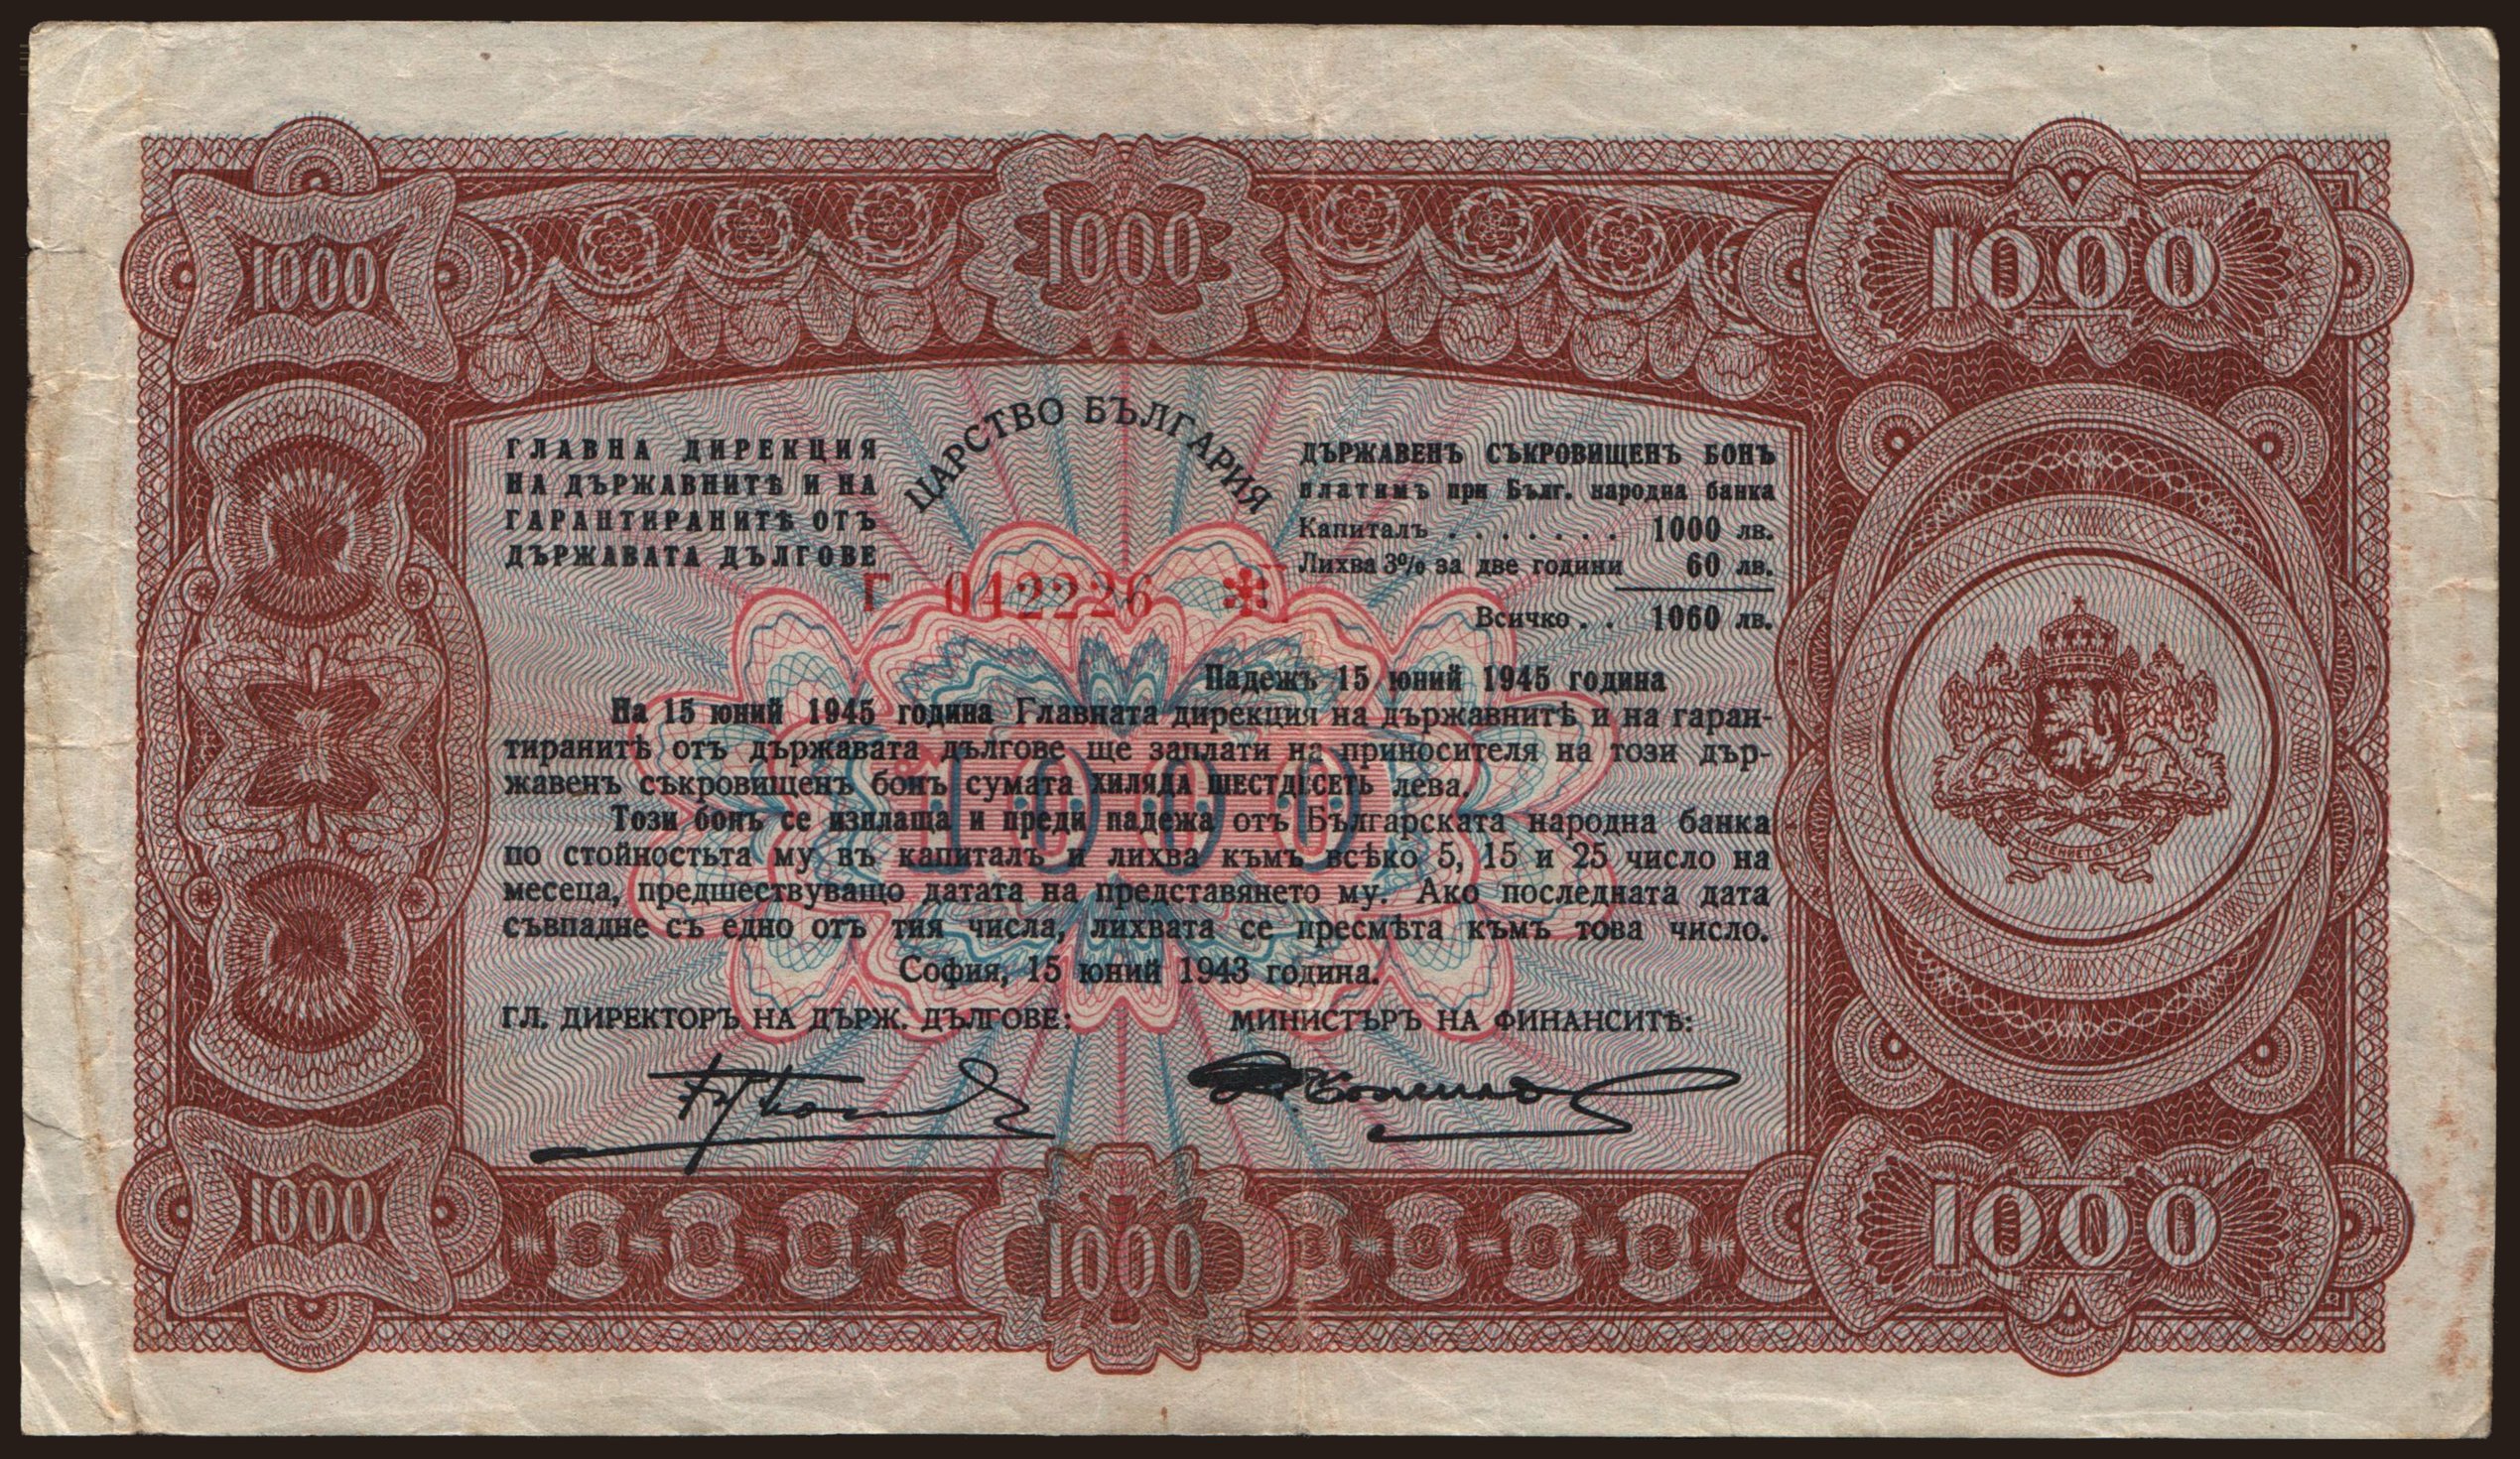 1000
1000
1000
ЦАРСТВО БЪЛГАРИЯ
ГЛАВНА ДИРЕКЦИЯ
НА ДЪРЖАВНИТѢ И НА
ГАРАНТИРАНИТѢ ОТЪ
ДЪРЖАВАТА ДЪЛГОВЕ
ДЪРЖАВЕНЪ СЪКРОВИЩЕНЪ БОНЪ
платимъ при Бълг. народна банка
Капиталъ . . . . . . . 1000 лв.
Лихва 3% за две години 60 лв.
Всичко . . 1060 лв.
Г 042226 *
Падежъ 15 юний 1945 година
На 15 юний 1945 година Главната дирекция на държавнитѣ и на гаран-
тиранитѣ отъ държавата дългове ще заплати на приносителя на този дър-
жавенъ съкровищенъ бонъ сумата ХИЛЯДА ШЕСТДЕСЕТЬ лева.
1000
Този бонъ се изплаща и преди падежа отъ Българската народна банка
по стойностьта му въ капиталъ и лихва къмъ всѣко 5, 15 и 25 число на
месеца, предшествуващо датата на представянето му. Ако последната дата
съвпадне съ едно отъ тия числа, лихвата се пресмѣта къмъ това число.
София, 15 юний 1943 година.
ГЛ. ДИРЕКТОРЪ НА ДЪРЖ. ДЪЛГОВЕ:
МИНИСТЪРЪ НА ФИНАНСИТѢ:
1000
1000
1000